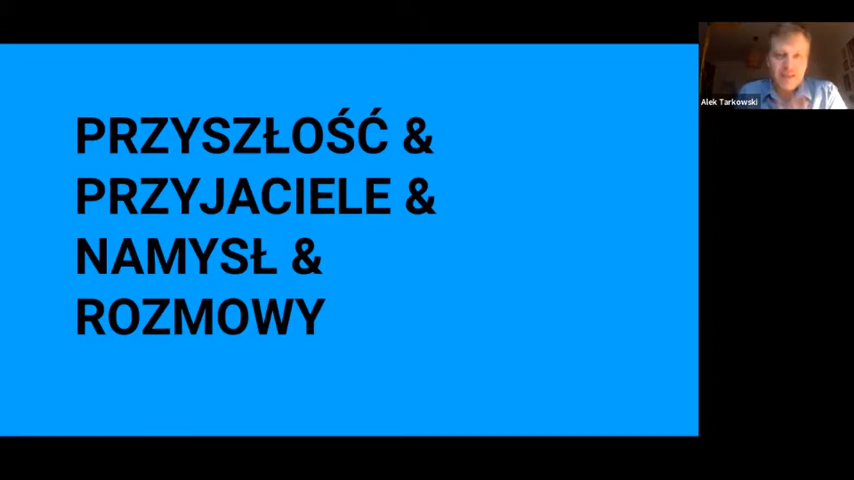 PRZYSZŁOŚĆ &
PRZYJACIELE &
NAMYSŁ &
ROZMOWY
Alek Tarkowski